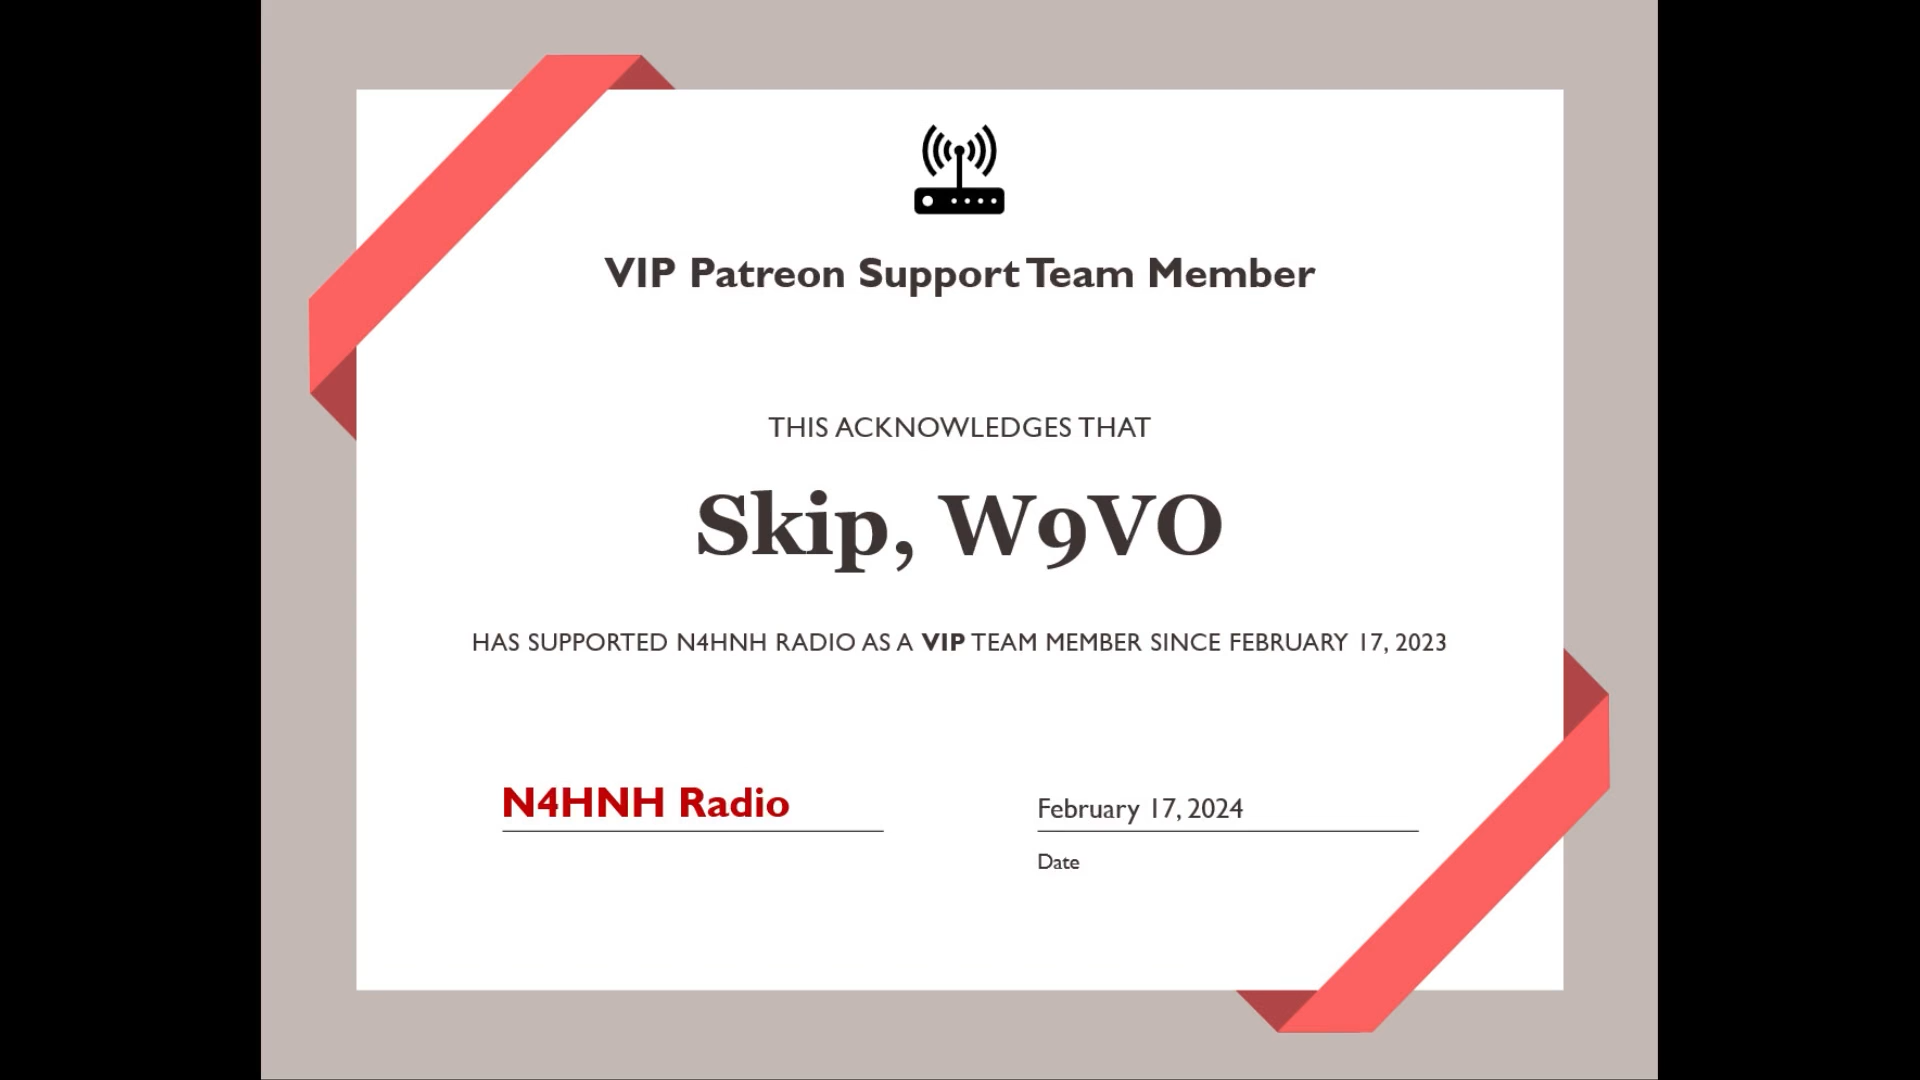 VIP Patreon Support Team Member
THIS ACKNOWLEDGES THAT
Skip, W9VO
HAS SUPPORTED N4HNH RADIO AS A VIP TEAM MEMBER SINCE FEBRUARY 17, 2023
N4HNH Radio
February 17, 2024
Date